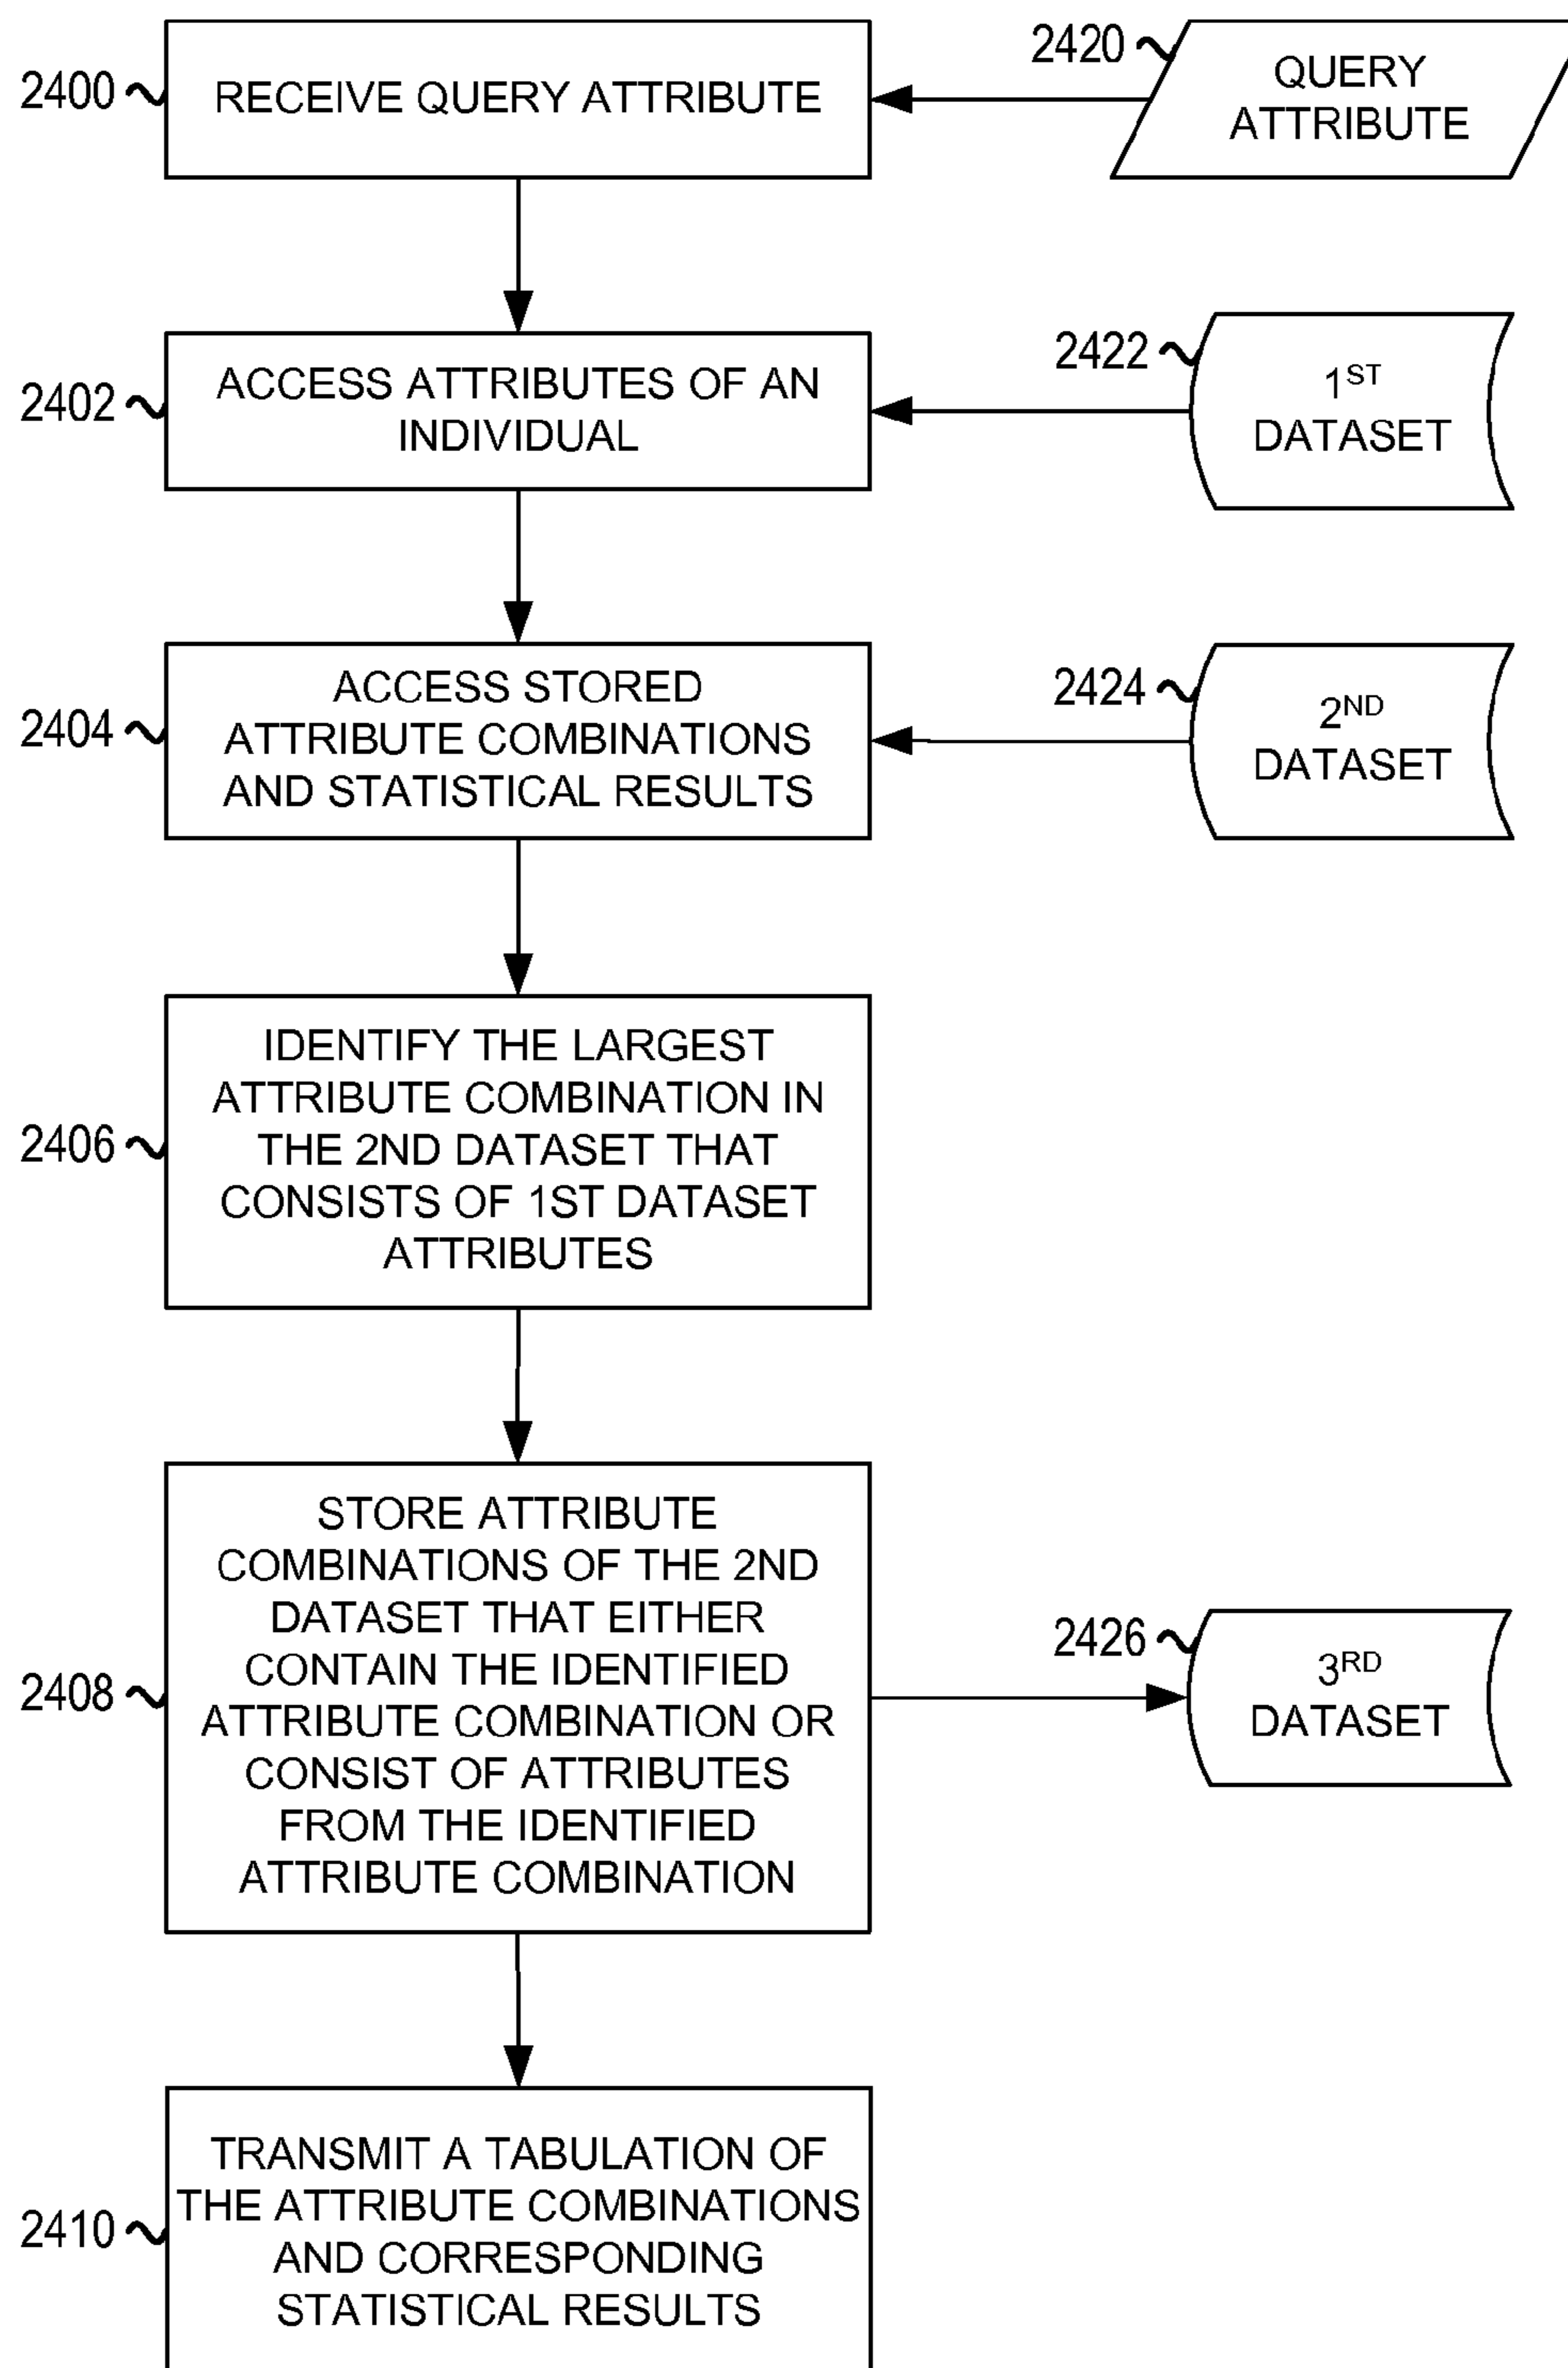 2400
RECEIVE QUERY ATTRIBUTE
2420
QUERY
ATTRIBUTE
2402
ACCESS ATTRIBUTES OF AN
INDIVIDUAL
2422
1ST
DATASET
2404
ACCESS STORED
ATTRIBUTE COMBINATIONS
AND STATISTICAL RESULTS
2424
2ND
DATASET
2406
IDENTIFY THE LARGEST
ATTRIBUTE COMBINATION IN
THE 2ND DATASET THAT
CONSISTS OF 1ST DATASET
ATTRIBUTES
2408
STORE ATTRIBUTE
COMBINATIONS OF THE 2ND
DATASET THAT EITHER
CONTAIN THE IDENTIFIED
ATTRIBUTE COMBINATION OR
CONSIST OF ATTRIBUTES
FROM THE IDENTIFIED
ATTRIBUTE COMBINATION
2426
3RD
DATASET
2410
TRANSMIT A TABULATION OF
THE ATTRIBUTE COMBINATIONS
AND CORRESPONDING
STATISTICAL RESULTS